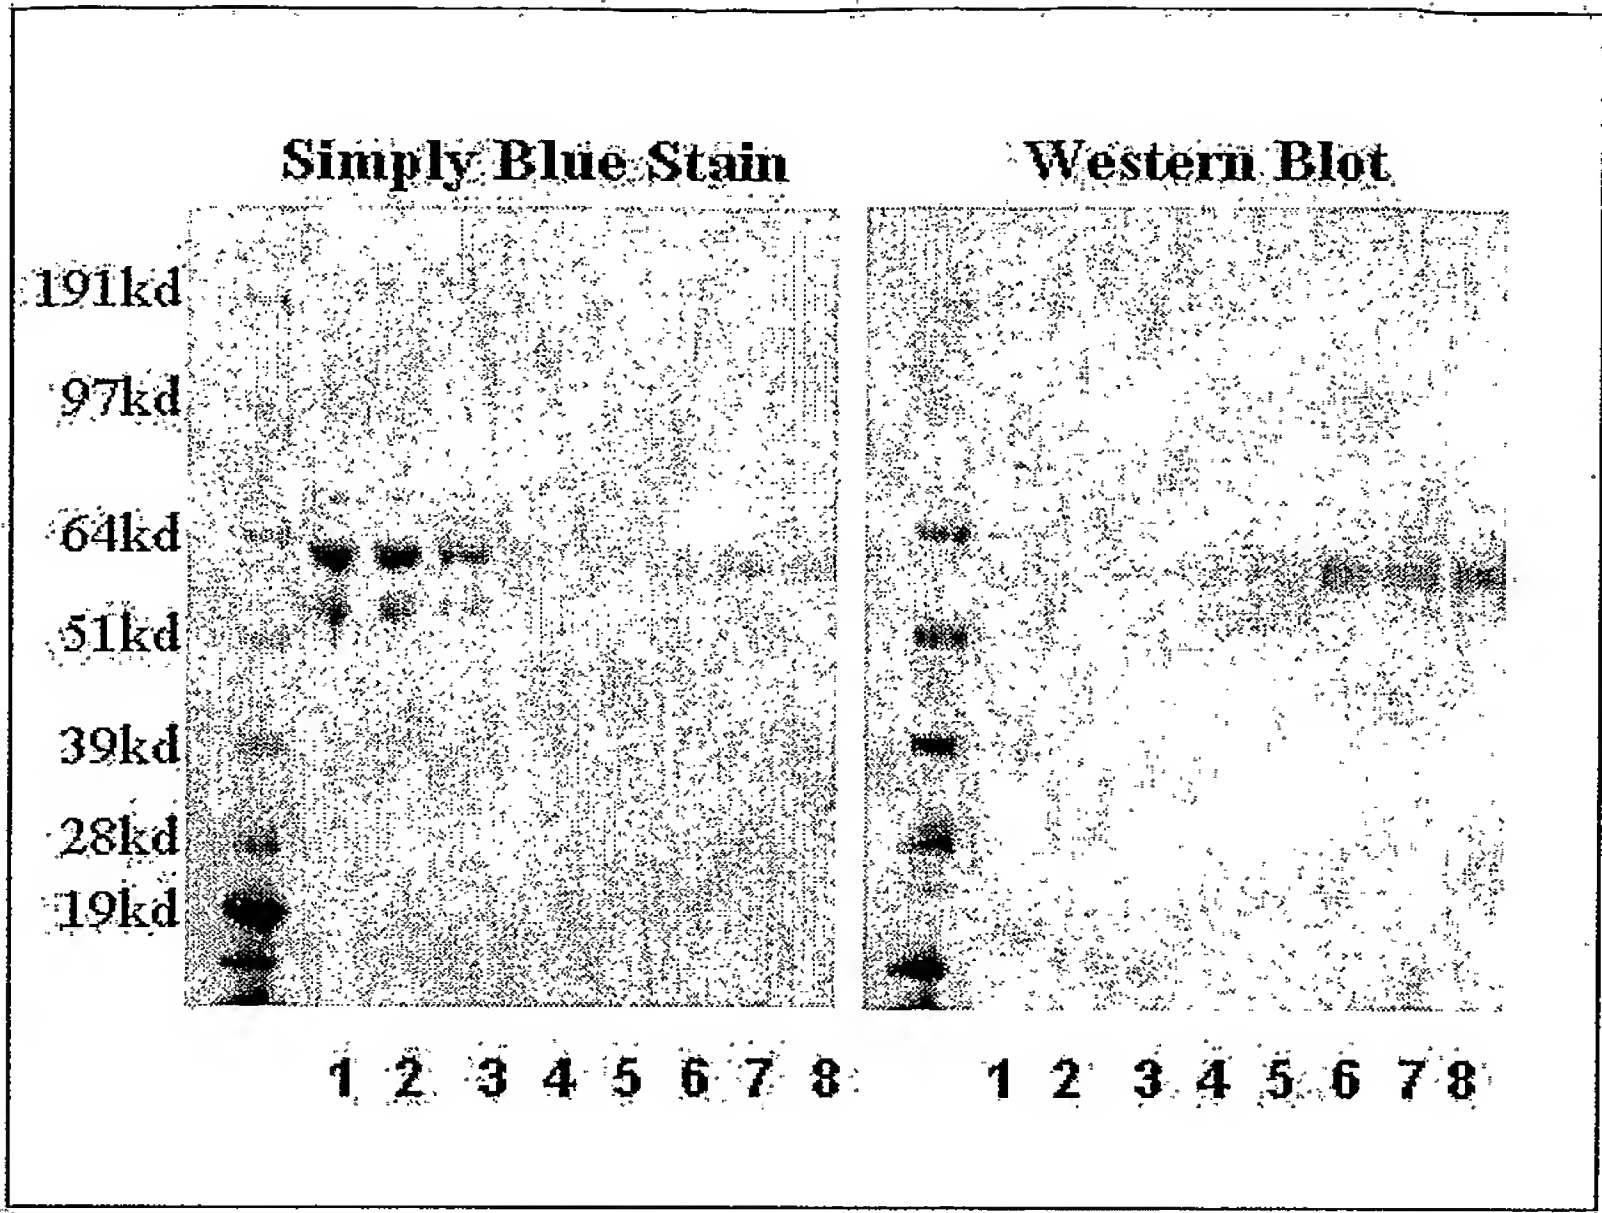 Simply Blue Stain
Western Blot
191kd
97kd
64kd
51kd
39kd
28kd
19kd
1 2 3 4 5 6 7 8
1 2 3 4 5 6 7 8